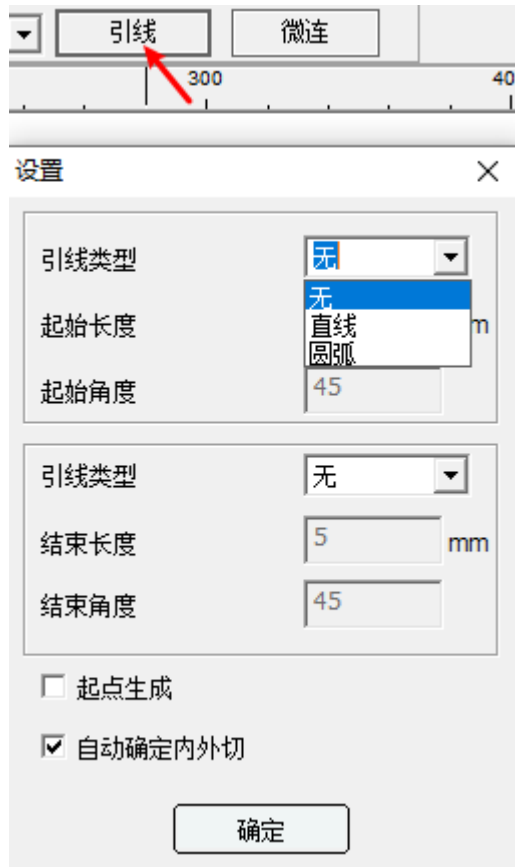 引线 微连
300 40
设置
引线类型 无
无
起始长度 直线 m
圆弧
起始角度 45
引线类型 无
结束长度 5 mm
结束角度 45
起点生成
自动确定内外切
确定